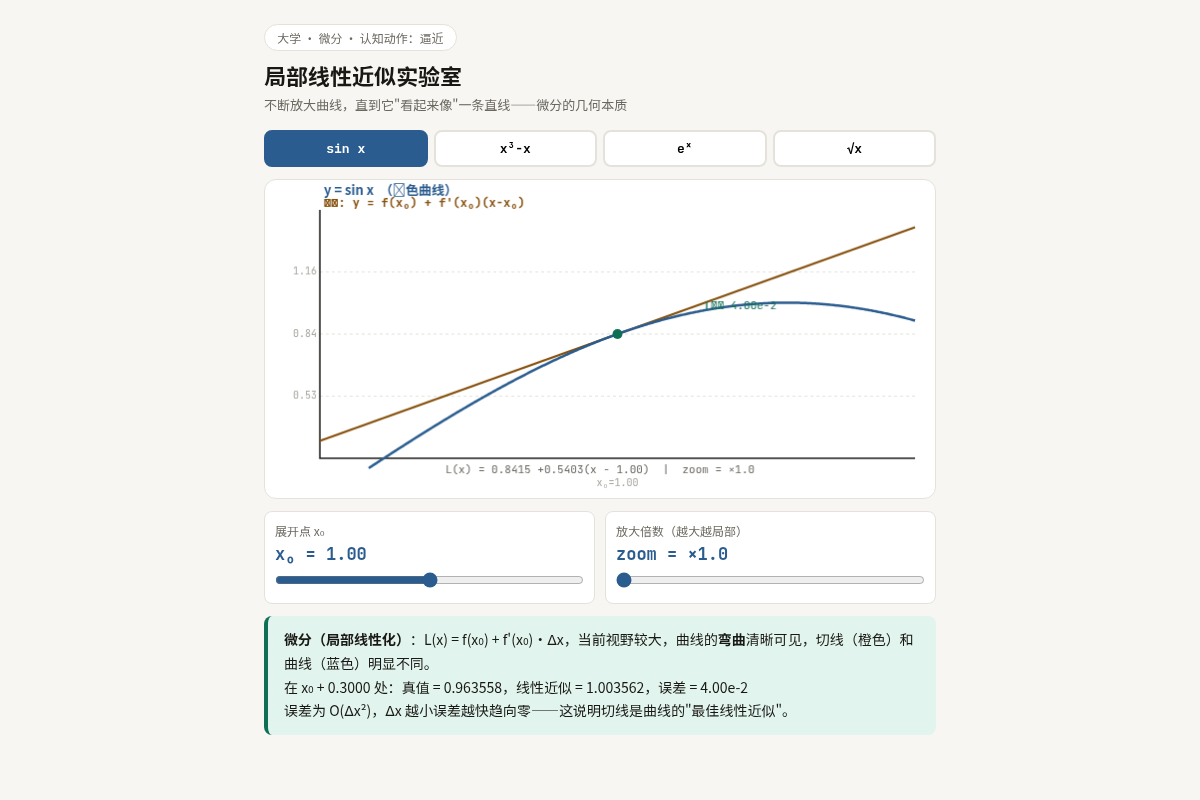 大学 · 微分 · 认知动作：逼近
局部线性近似实验室
不断放大曲线，直到它"看起来像"一条直线——微分的几何本质
sin x
x³-x
eˣ
√x
y = sin x （色曲线）
: y = f(x₀) + f'(x₀)(x-x₀)
1.16
0.84
0.53
4.00e-2
L(x) = 0.8415 +0.5403(x - 1.00) | zoom = ×1.0
x₀=1.00
展开点 x₀
x₀ = 1.00
放大倍数（越大越局部）
zoom = ×1.0
微分（局部线性化）：L(x) = f(x₀) + f'(x₀)·Δx，当前视野较大，曲线的弯曲清晰可见，切线（橙色）和
曲线（蓝色）明显不同。
在 x₀ + 0.3000 处：真值 = 0.963558，线性近似 = 1.003562，误差 = 4.00e-2
误差为 O(Δx²)，Δx 越小误差越快趋向零——这说明切线是曲线的"最佳线性近似"。